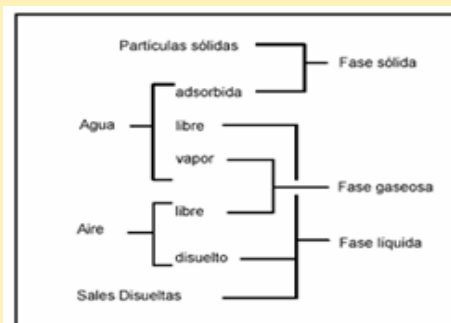 Partículas sólidas
Fase sólida
adsorbida
Agua
libre
vapor
Fase gaseosa
libre
Aire
Fase líquida
disuelto
Sales Disueltas